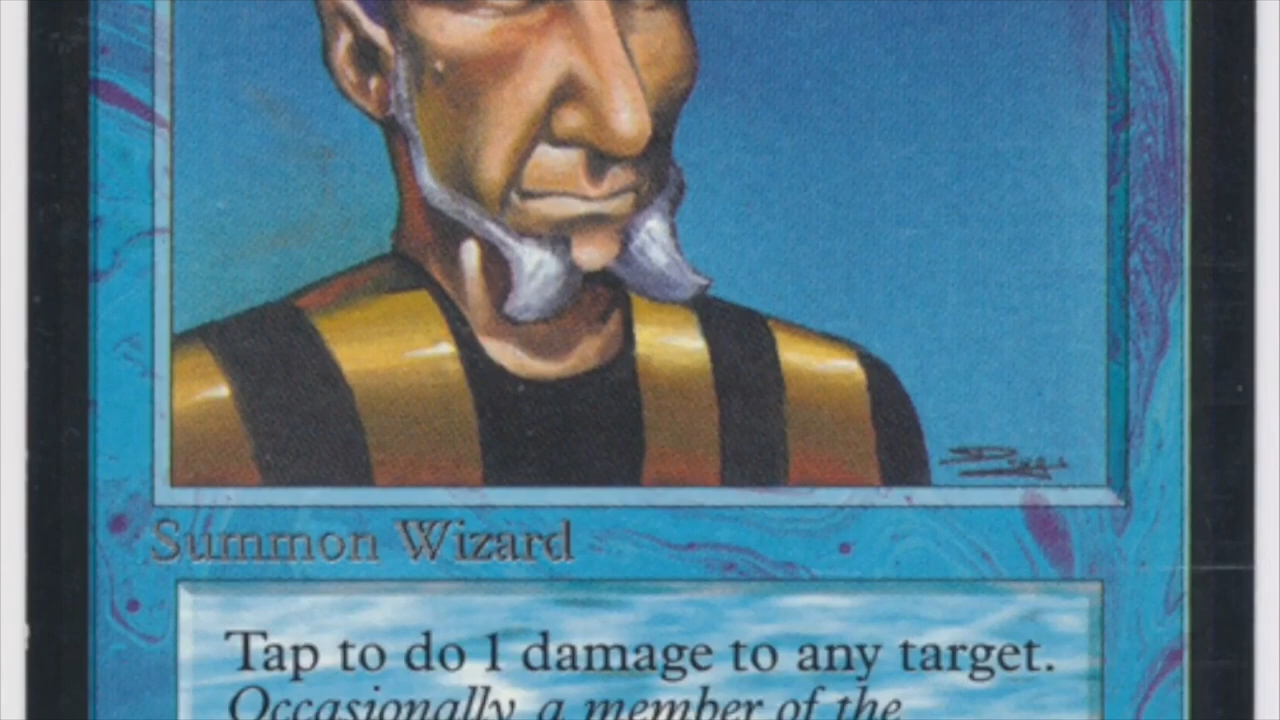 Summon Wizard
Tap to do 1 damage to any target.
Occasionally, a member of the